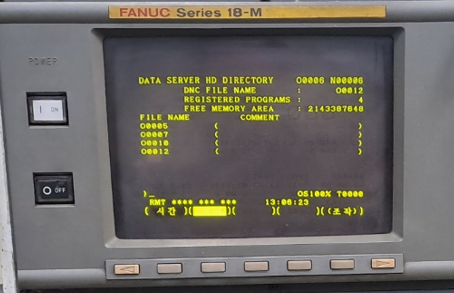 FANUC Series 18-M
POWER
DATA SERVER HD DIRECTORY O0006 N00006
DNC FILE NAME : O0012
REGISTERED PROGRAMS : 4
FREE MEMORY AREA : 2143387648
FILE NAME COMMENT
O0005 ( )
O0007 ( )
O0010 ( )
O0012 ( )
ON
OFF
)_
OS100% T0000
RMT **** *** *** 13:06:23
( 시간 )( )( )( )((조작))